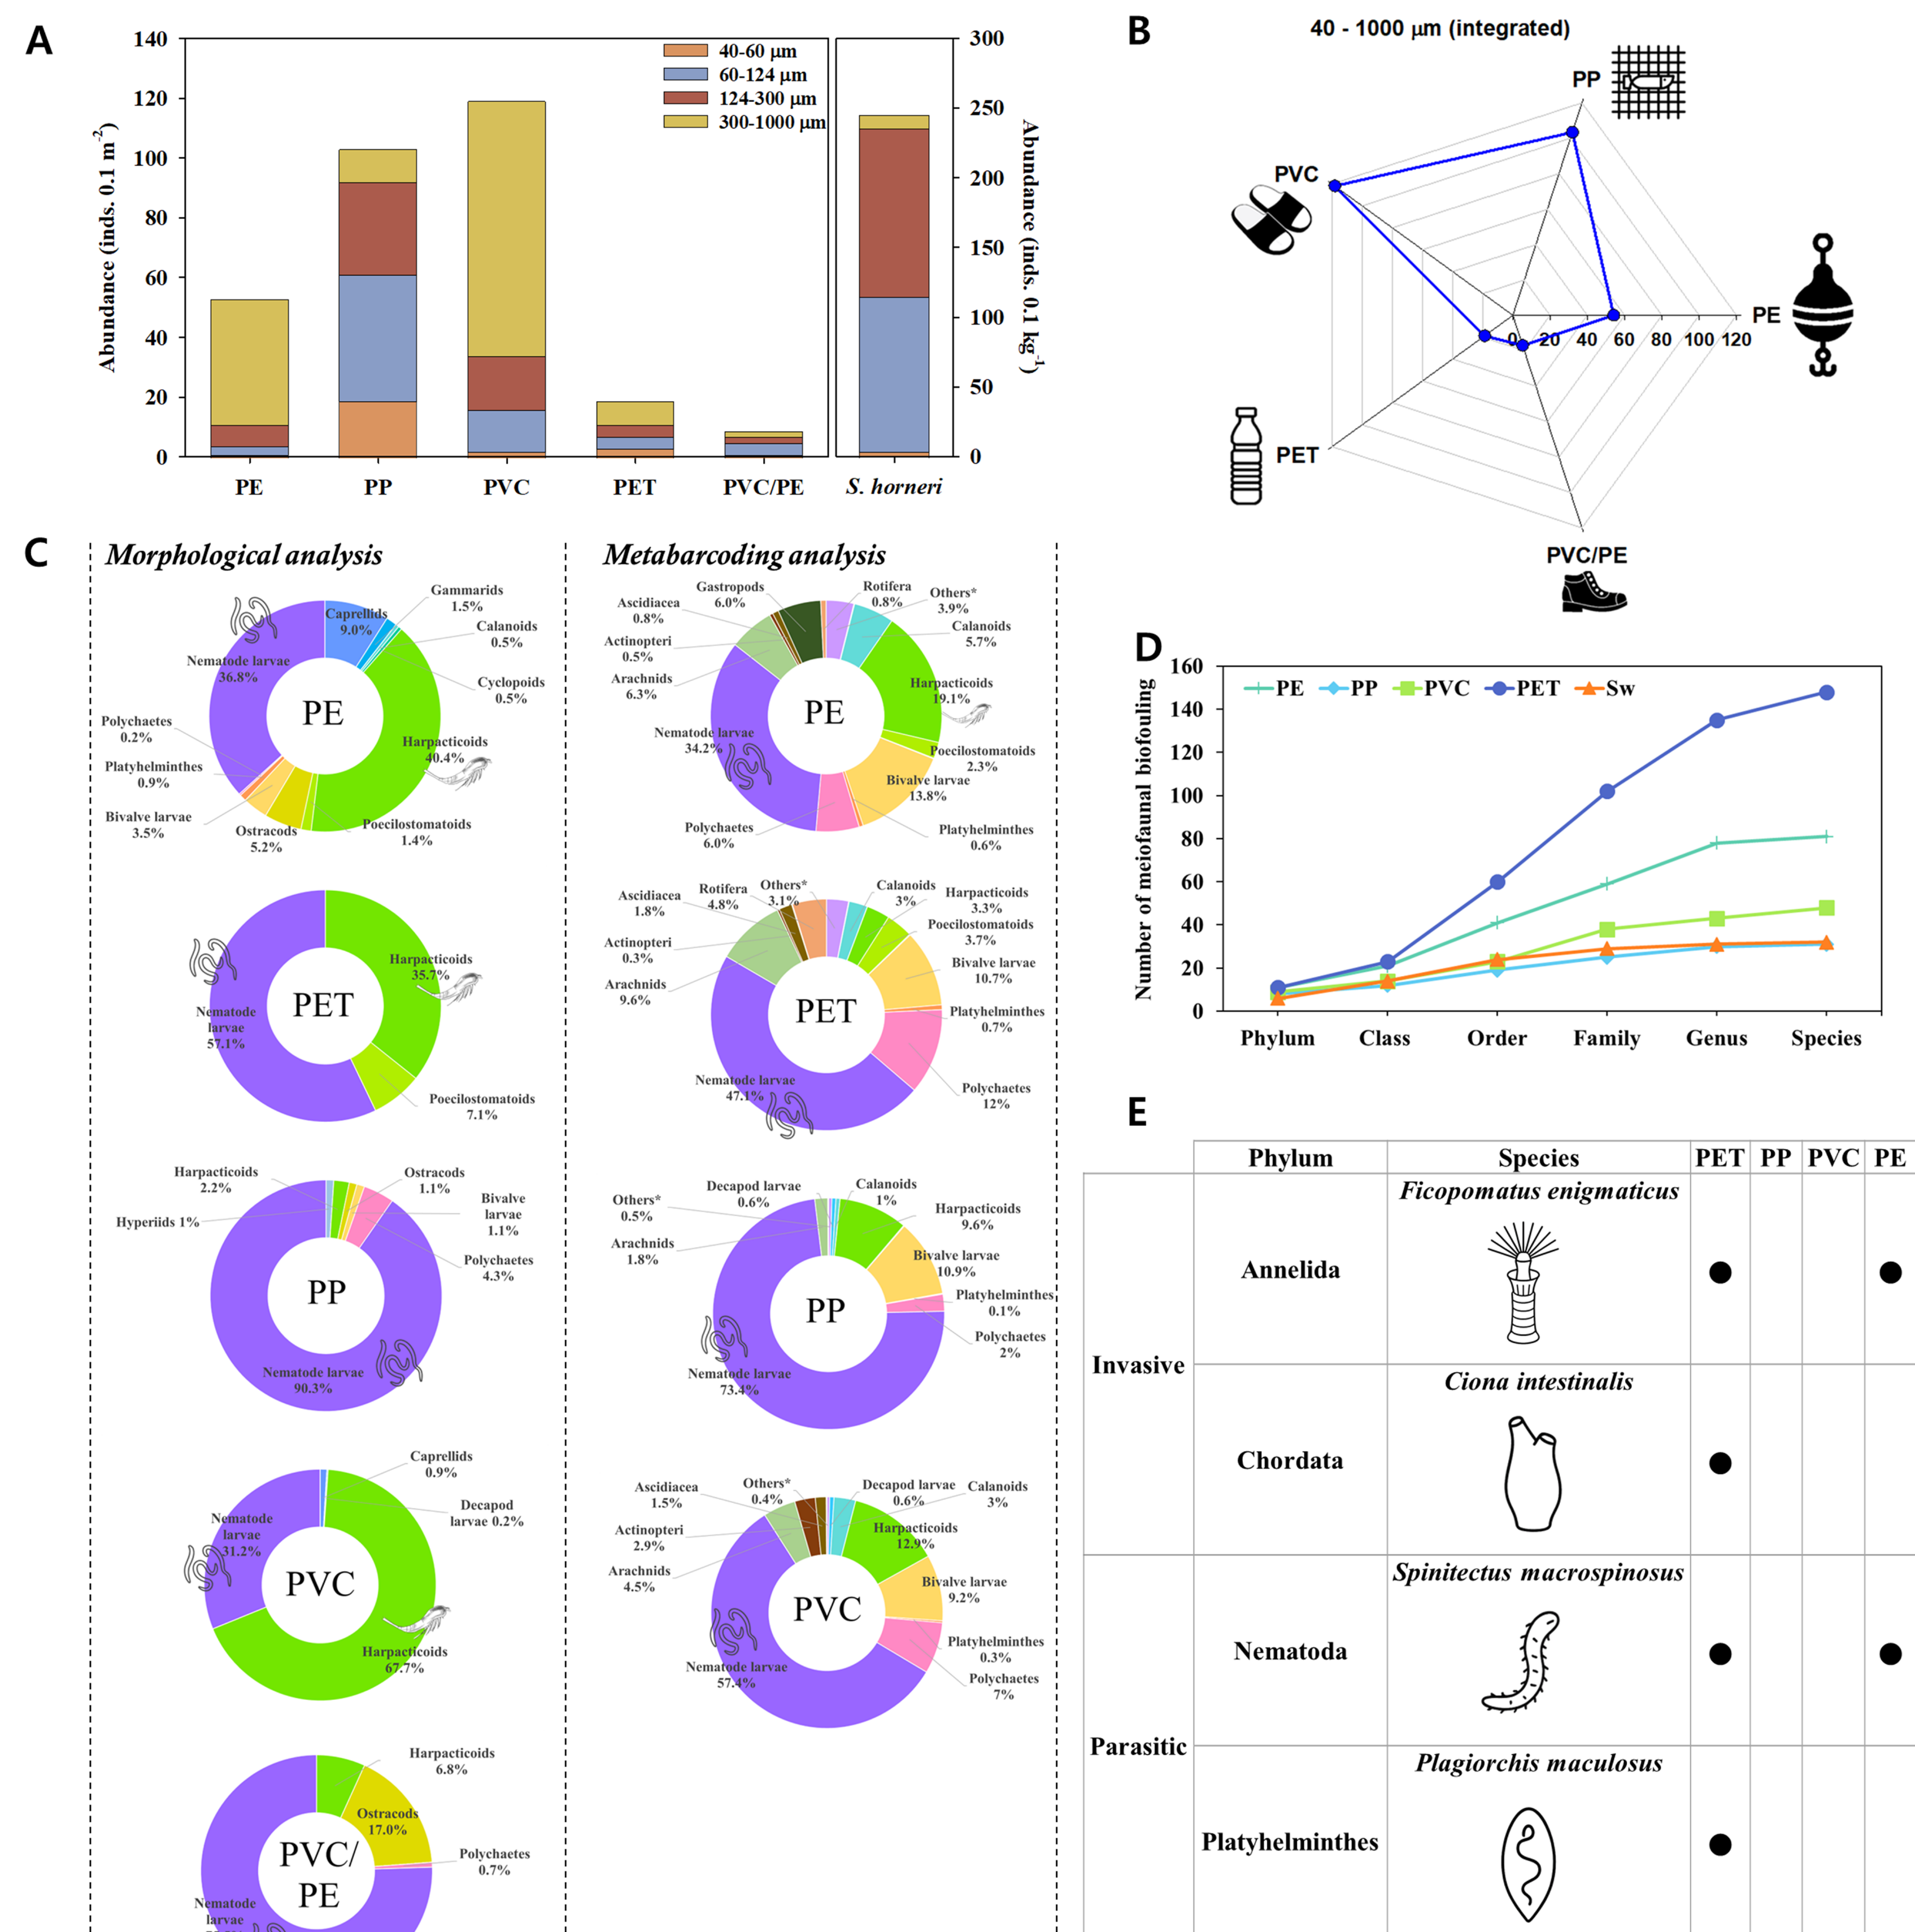 A
140
120
100
80
60
40
20
0
Abundance (inds. 0.1 m-2)
40-60 μm
60-124 μm
124-300 μm
300-1000 μm
300
250
200
150
100
50
0
Abundance (inds. 0.1 kg-1)
PE
PP
PVC
PET
PVC/PE
S. horneri
B
40 - 1000 μm (integrated)
PP
PVC
PE
0 20 40 60 80 100 120
PET
PVC/PE
C
Morphological analysis
Caprellids
9.0%
Gammarids
1.5%
Calanoids
0.5%
Cyclopoids
0.5%
Nematode larvae
36.8%
Polychaetes
0.2%
Platyhelminthes
0.9%
Bivalve larvae
3.5%
Ostracods
5.2%
Poecilostomatoids
1.4%
Harpacticoids
40.4%
PE
Harpacticoids
35.7%
Nematode
larvae
57.1%
Poecilostomatoids
7.1%
PET
Harpacticoids
2.2%
Hyperiids 1%
Ostracods
1.1%
Bivalve
larvae
1.1%
Polychaetes
4.3%
Nematode larvae
90.3%
PP
Caprellids
0.9%
Decapod
larvae 0.2%
Nematode
larvae
31.2%
Harpacticoids
67.7%
PVC
Harpacticoids
6.8%
Ostracods
17.0%
Polychaetes
0.7%
PVC/
PE
Nematode
larvae
Metabarcoding analysis
Gastropods
6.0%
Rotifera
0.8%
Others*
3.9%
Calanoids
5.7%
Ascidiacea
0.8%
Actinopteri
0.5%
Arachnids
6.3%
Harpacticoids
19.1%
Nematode larvae
34.2%
Poecilostomatoids
2.3%
Bivalve larvae
13.8%
Polychaetes
6.0%
Platyhelminthes
0.6%
PE
Ascidiacea
1.8%
Rotifera
4.8%
Others*
3.1%
Calanoids
3%
Harpacticoids
3.3%
Poecilostomatoids
3.7%
Actinopteri
0.3%
Arachnids
9.6%
Bivalve larvae
10.7%
Platyhelminthes
0.7%
Nematode larvae
47.1%
Polychaetes
12%
PET
Decapod larvae
0.6%
Others*
0.5%
Calanoids
1%
Harpacticoids
9.6%
Arachnids
1.8%
Bivalve larvae
10.9%
Platyhelminthes
0.1%
Polychaetes
2%
Nematode larvae
73.4%
PP
Ascidiacea
1.5%
Others*
0.4%
Decapod larvae
0.6%
Calanoids
3%
Actinopteri
2.9%
Harpacticoids
12.9%
Arachnids
4.5%
Bivalve larvae
9.2%
Platyhelminthes
0.3%
Polychaetes
7%
Nematode larvae
57.4%
PVC
D
160
140
120
100
80
60
40
20
0
Number of meiofaunal biofouling
PE PP PVC PET Sw
Phylum Class Order Family Genus Species
E
Phylum Species PET PP PVC PE
Ficopomatus enigmaticus
Annelida
Invasive
Ciona intestinalis
Chordata
Spinitectus macrospinosus
Nematoda
Parasitic
Plagiorchis maculosus
Platyhelminthes